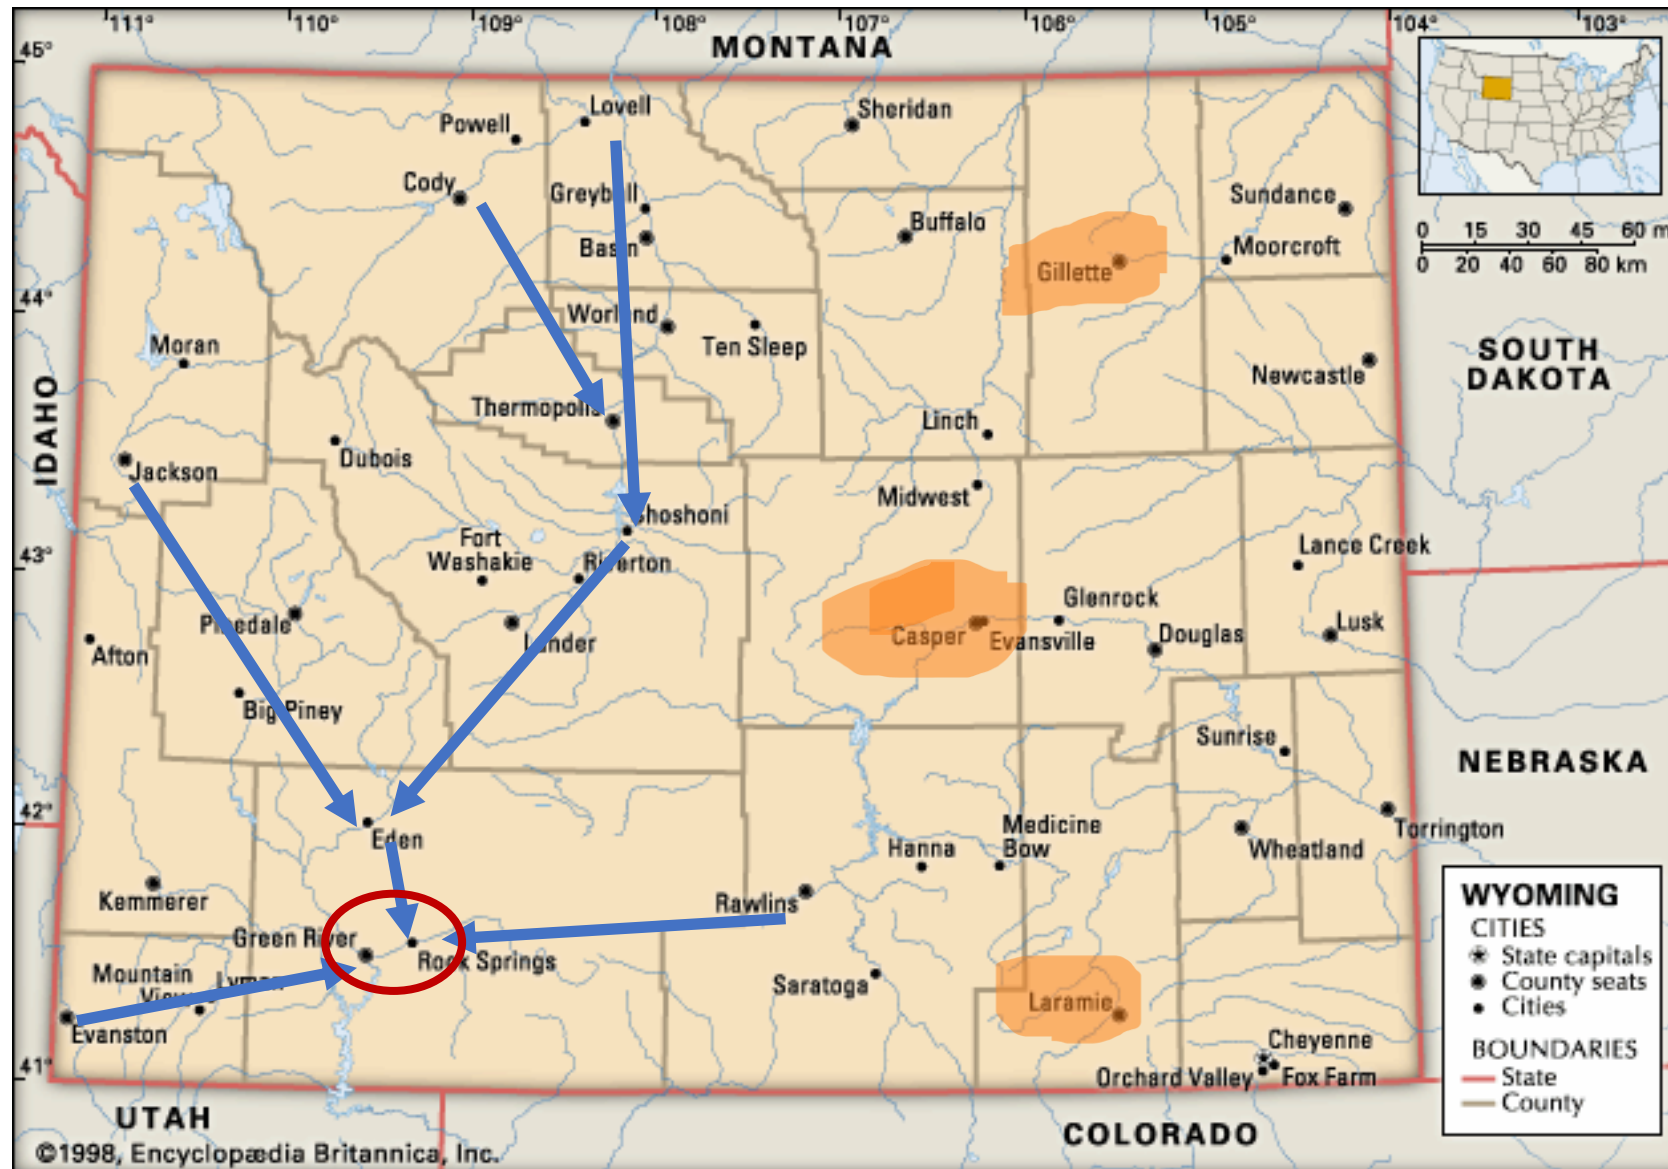 111°
110°
109°
108°
107°
106°
105°
104°
103°
45°
MONTANA
Lovell
Powell
Sheridan
Cody
Greybull
Basin
Buffalo
Sundance
Moorcroft
Gillette
0 15 30 45 60 m
0 20 40 60 80 km
44°
Worland
Ten Sleep
Moran
Newcastle
SOUTH
DAKOTA
IDAHO
Thermopolis
Linch
Dubois
Jackson
Midwest
Shoshoni
43°
Fort
Washakie
Riverton
Lance Creek
Glenrock
Pinedale
Lander
Casper
Evansville
Douglas
Lusk
Afton
Big Piney
Sunrise
NEBRASKA
42°
Eden
Medicine
Bow
Hanna
Wheatland
Torrington
Kemmerer
Rawlins
Green River
Rock Springs
Mountain
View
Lyman
Saratoga
Laramie
Evanston
Cheyenne
41°
Orchard Valley
Fox Farm
WYOMING
CITIES
State capitals
County seats
Cities
BOUNDARIES
State
County
UTAH
COLORADO
©1998, Encyclopædia Britannica, Inc.